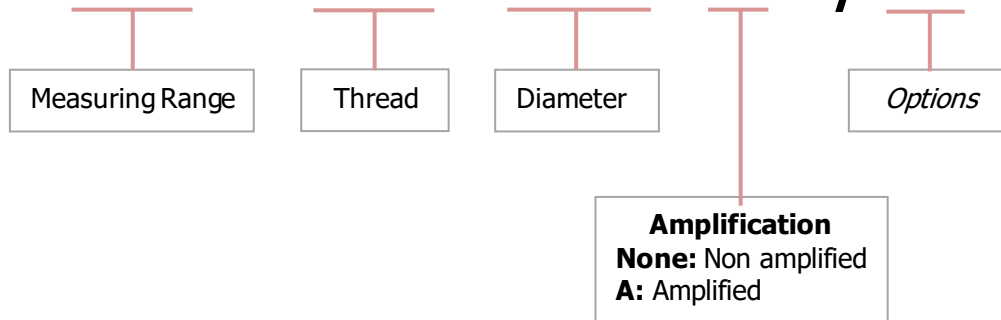 /
Measuring Range
Thread
Diameter
Options
Amplification
None: Non amplified
A: Amplified